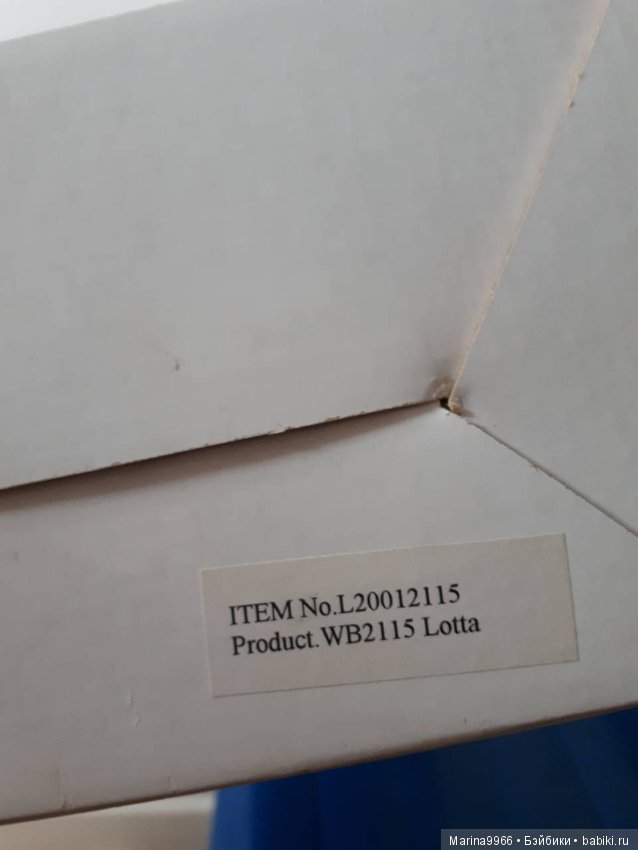 ITEM No.L20012115
Product.WB2115 Lotta
Marina9966 • Бэйбики • babiki.ru